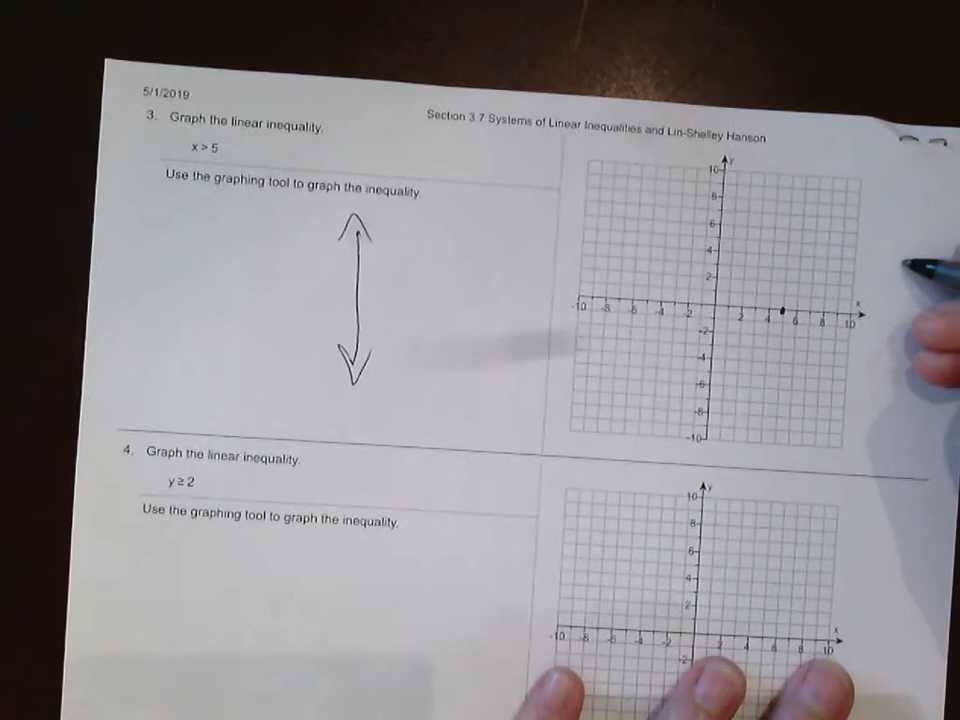 5/1/2019
Section 3.7 Systems of Linear Inequalities and Lin-Shelley Hanson
3. Graph the linear inequality.
x > 5
Use the graphing tool to graph the inequality.
y
10
8
6
4
2
x
-10 -8 -6 -4 -2 2 4 6 8 10
-2
-4
-6
-8
-10
4. Graph the linear inequality.
y ≥ 2
Use the graphing tool to graph the inequality.
y
10
8
6
4
2
x
-10 -8 -6 -4 -2 2 4 6 8 10
-2